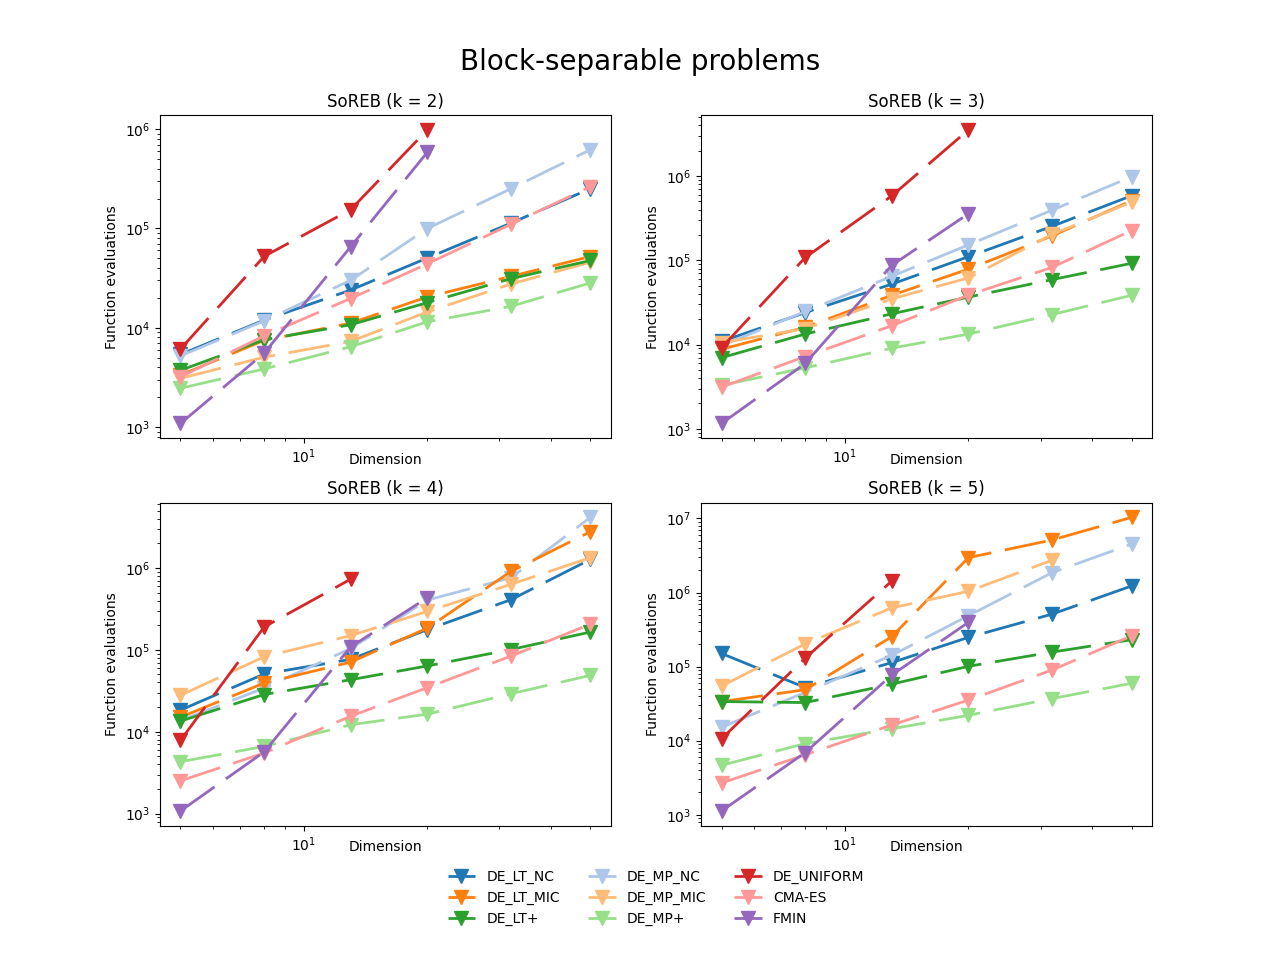 Block-separable problems
SoREB (k = 2)
Function evaluations
10^6
10^5
10^4
10^3
10^1
Dimension
SoREB (k = 3)
Function evaluations
10^6
10^5
10^4
10^3
10^1
Dimension
SoREB (k = 4)
Function evaluations
10^6
10^5
10^4
10^3
10^1
Dimension
SoREB (k = 5)
Function evaluations
10^7
10^6
10^5
10^4
10^3
10^1
Dimension
DE_LT_NC
DE_LT_MIC
DE_LT+
DE_MP_NC
DE_MP_MIC
DE_MP+
DE_UNIFORM
CMA-ES
FMIN